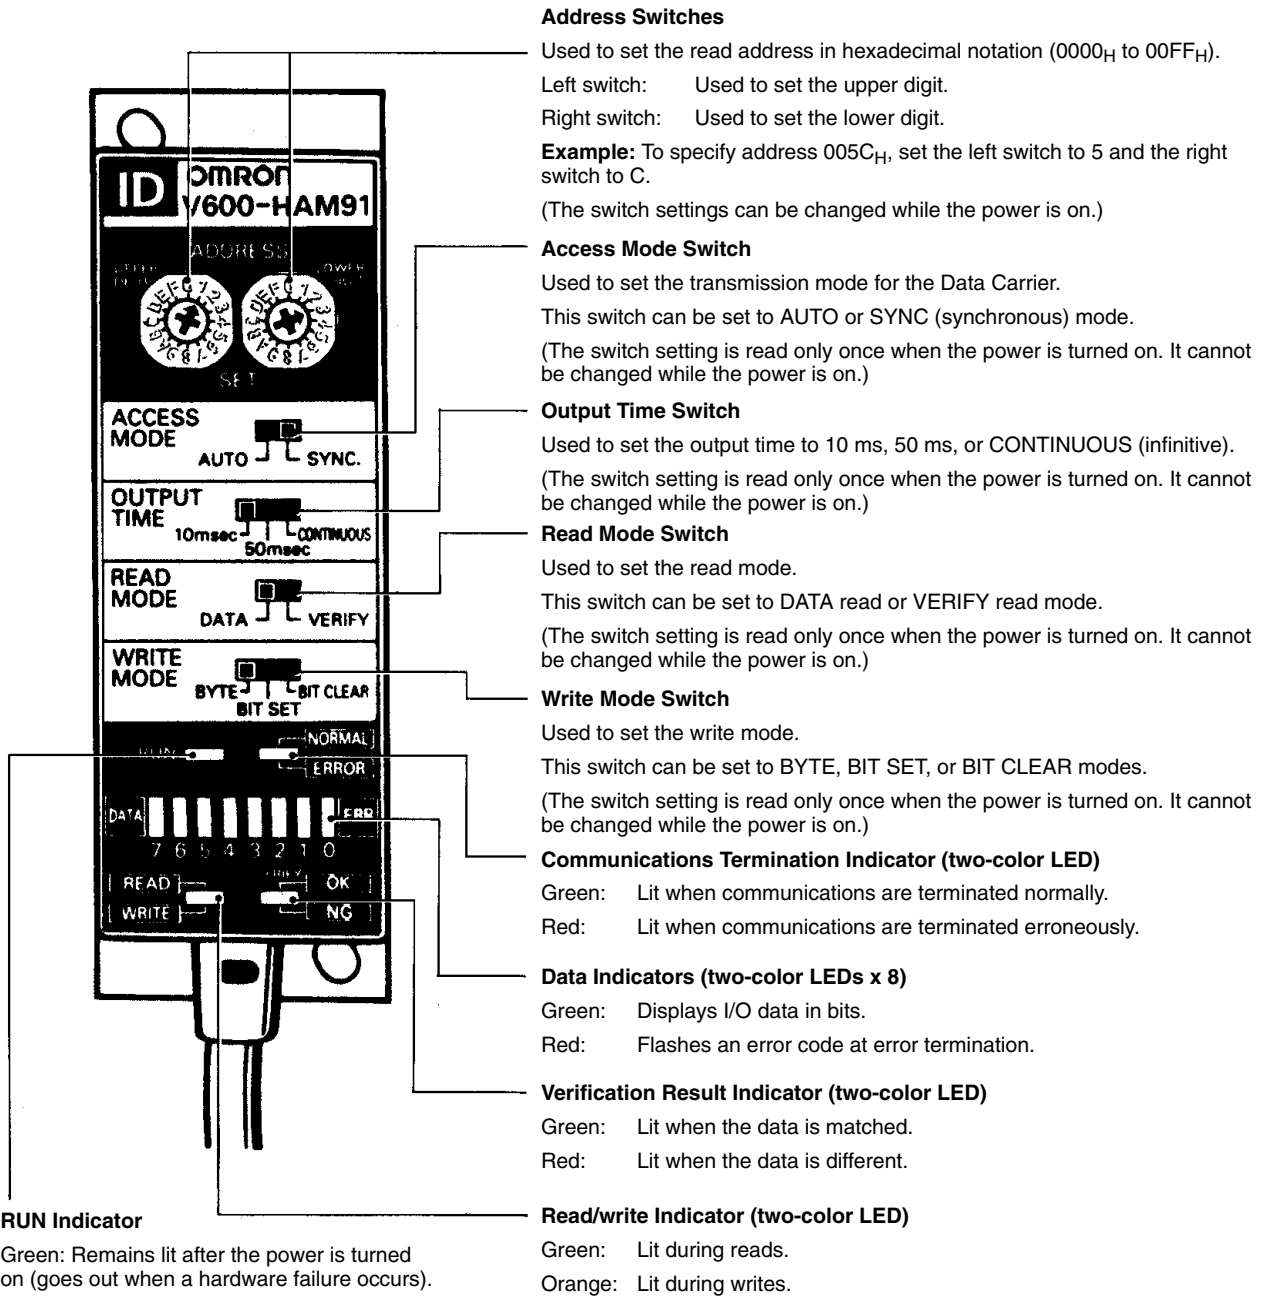 Address Switches
Used to set the read address in hexadecimal notation (0000H to 00FFH).
Left switch: Used to set the upper digit.
Right switch: Used to set the lower digit.
Example: To specify address 005CH, set the left switch to 5 and the right
switch to C.
(The switch settings can be changed while the power is on.)
Access Mode Switch
Used to set the transmission mode for the Data Carrier.
This switch can be set to AUTO or SYNC (synchronous) mode.
(The switch setting is read only once when the power is turned on. It cannot
be changed while the power is on.)
Output Time Switch
Used to set the output time to 10 ms, 50 ms, or CONTINUOUS (infinitive).
(The switch setting is read only once when the power is turned on. It cannot
be changed while the power is on.)
Read Mode Switch
Used to set the read mode.
This switch can be set to DATA read or VERIFY read mode.
(The switch setting is read only once when the power is turned on. It cannot
be changed while the power is on.)
Write Mode Switch
Used to set the write mode.
This switch can be set to BYTE, BIT SET, or BIT CLEAR modes.
(The switch setting is read only once when the power is turned on. It cannot
be changed while the power is on.)
Communications Termination Indicator (two-color LED)
Green: Lit when communications are terminated normally.
Red: Lit when communications are terminated erroneously.
Data Indicators (two-color LEDs x 8)
Green: Displays I/O data in bits.
Red: Flashes an error code at error termination.
Verification Result Indicator (two-color LED)
Green: Lit when the data is matched.
Red: Lit when the data is different.
Read/write Indicator (two-color LED)
Green: Lit during reads.
Orange: Lit during writes.
RUN Indicator
Green: Remains lit after the power is turned
on (goes out when a hardware failure occurs).
ID OMRON
V600-HAM91
ADDRESS
SET
ACCESS
MODE
AUTO SYNC.
OUTPUT
TIME
10msec CONTINUOUS
50msec
READ
MODE
DATA VERIFY
WRITE
MODE
BYTE BIT CLEAR
BIT SET
RUN NORMAL
ERROR
DATA ERR
7 6 5 4 3 2 1 0
READ OK
WRITE NG